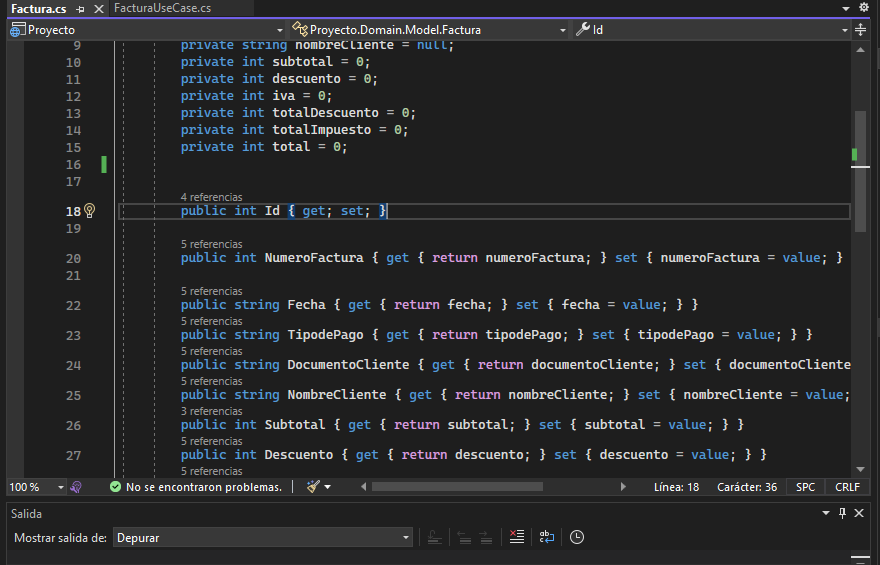 Factura.cs FacturaUseCase.cs
Proyecto Proyecto.Domain.Model.Factura Id
9 private string nombreCliente = null;
10 private int subtotal = 0;
11 private int descuento = 0;
12 private int iva = 0;
13 private int totalDescuento = 0;
14 private int totalImpuesto = 0;
15 private int total = 0;
16
17
4 referencias
18 public int Id { get; set; }
19
5 referencias
20 public int NumeroFactura { get { return numeroFactura; } set { numeroFactura = value; }
21
5 referencias
22 public string Fecha { get { return fecha; } set { fecha = value; } }
5 referencias
23 public string TipodePago { get { return tipodePago; } set { tipodePago = value; } }
5 referencias
24 public string DocumentoCliente { get { return documentoCliente; } set { documentoCliente
5 referencias
25 public string NombreCliente { get { return nombreCliente; } set { nombreCliente = value;
3 referencias
26 public int Subtotal { get { return subtotal; } set { subtotal = value; } }
5 referencias
27 public int Descuento { get { return descuento; } set { descuento = value; } }
5 referencias
100 % No se encontraron problemas. Línea: 18 Carácter: 36 SPC CRLF
Salida
Mostrar salida de: Depurar